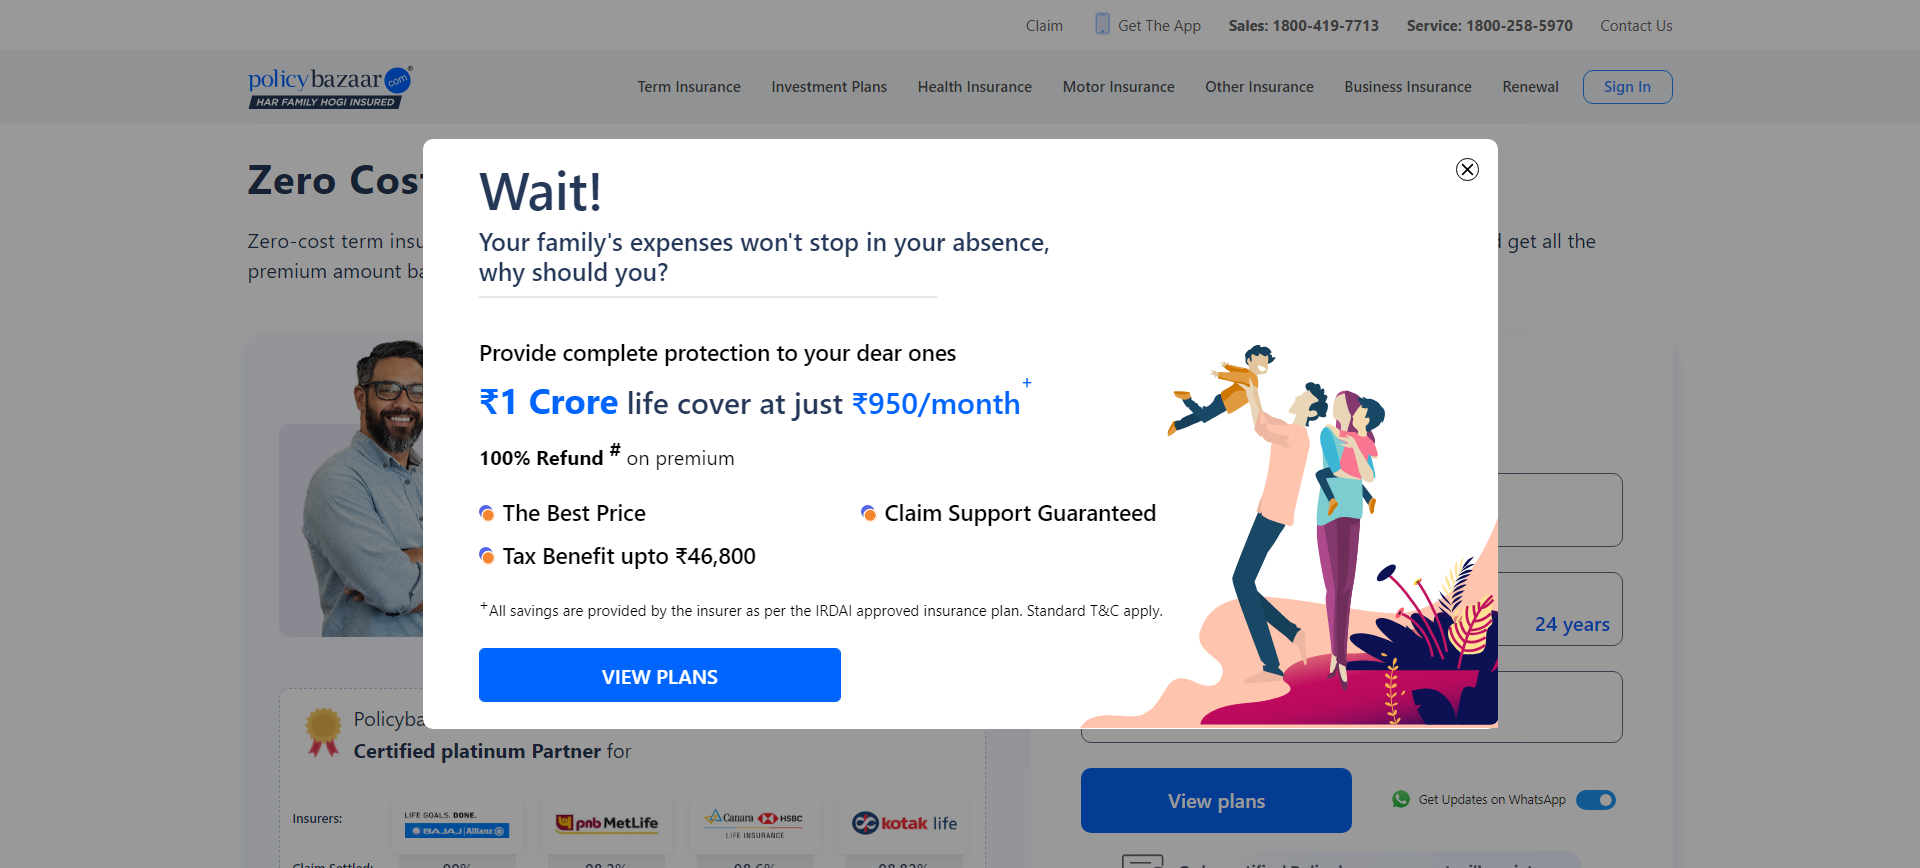 Claim
Get The App
Sales: 1800-419-7713
Service: 1800-258-5970
Contact Us
policybazaar.com®
HAR FAMILY HOGI INSURED
Term Insurance
Investment Plans
Health Insurance
Motor Insurance
Other Insurance
Business Insurance
Renewal
Sign In
Zero Cost
Zero-cost term insu
get all the
premium amount ba
Wait!
Your family's expenses won't stop in your absence,
why should you?
Provide complete protection to your dear ones
₹1 Crore life cover at just ₹950/month+
100% Refund # on premium
The Best Price
Claim Support Guaranteed
Tax Benefit upto ₹46,800
+All savings are provided by the insurer as per the IRDAI approved insurance plan. Standard T&C apply.
VIEW PLANS
24 years
Policyba
Certified platinum Partner for
Insurers:
LIFE GOALS. DONE.
BAJAJ Allianz
pnb MetLife
Canara HSBC
LIFE INSURANCE
kotak life
View plans
Get Updates on WhatsApp